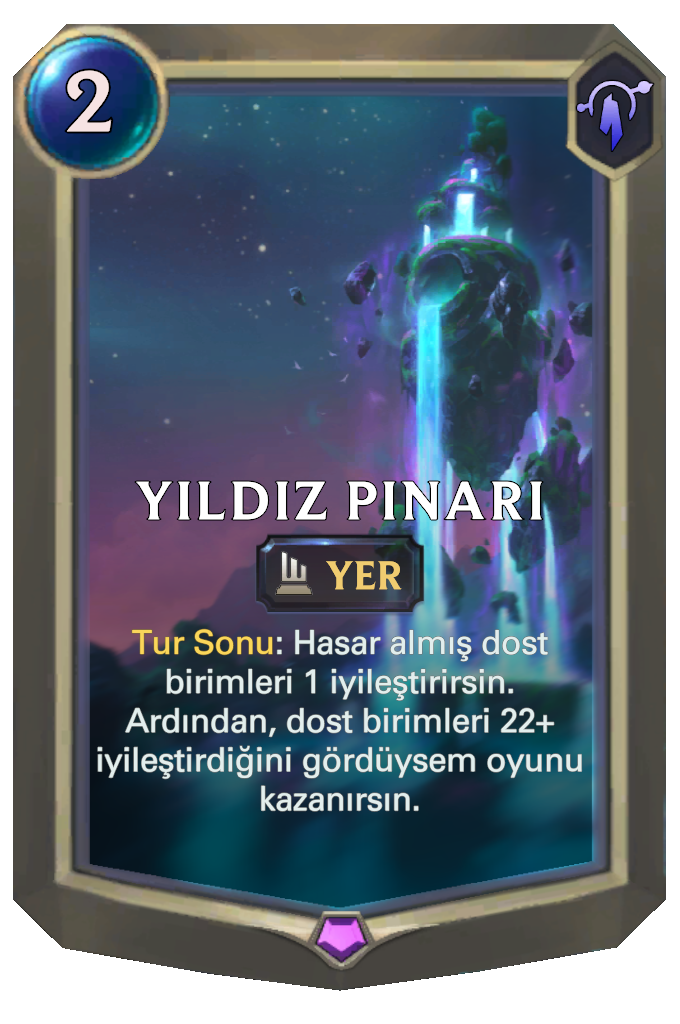 2
YILDIZ PINARI
YER
Tur Sonu: Hasar almış dost
birimleri 1 iyileştirirsin.
Ardından, dost birimleri 22+
iyileştirdiğini gördüysem oyunu
kazanırsın.